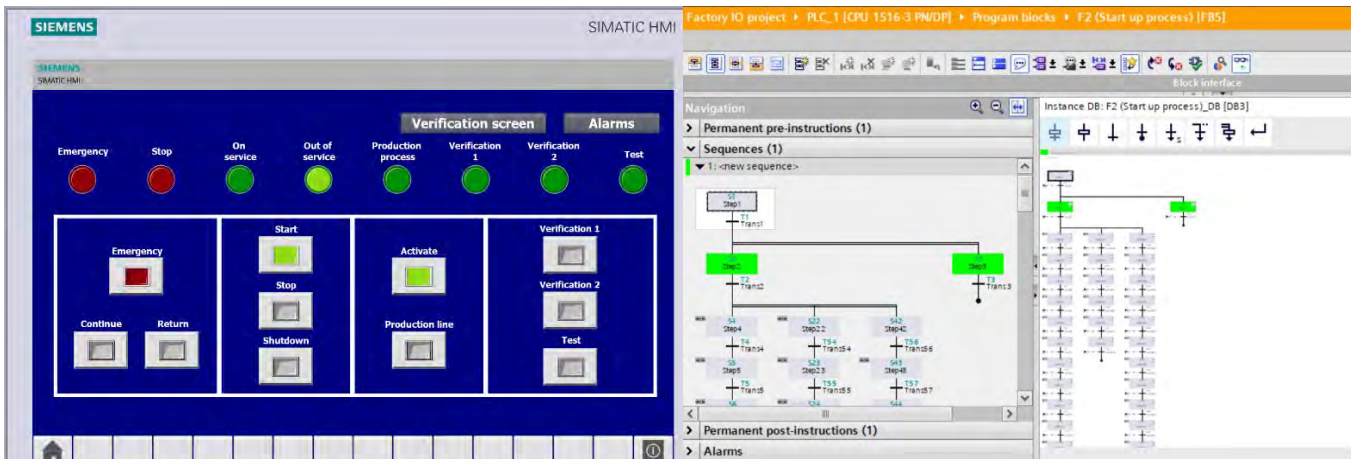 SIEMENS
SIMATIC HMI
SIEMENS
SIMATIC HMI
Verification screen
Alarms
Emergency
Stop
On service
Out of service
Production process
Verification 1
Verification 2
Test
Emergency
Continue
Return
Start
Stop
Shutdown
Activate
Production line
Verification 1
Verification 2
Test
Factory IO project ▸ PLC_1 [CPU 1516-3 PN/DP] ▸ Program blocks ▸ F2 (Start up process) [FB5]
Block interface
Navigation
Permanent pre-instructions (1)
Sequences (1)
1: <new sequence>
S1
Step1
T1
Trans1
Step2
Step3
T2
Trans2
T3
Trans3
S4
Step4
S22
Step22
S42
Step42
T4
Trans4
T54
Trans54
T56
Trans56
S5
Step5
S23
Step23
S43
Step43
T5
Trans5
T55
Trans55
T57
Trans57
S24
S44
Permanent post-instructions (1)
Alarms
Instance DB: F2 (Start up process)_DB [DB3]